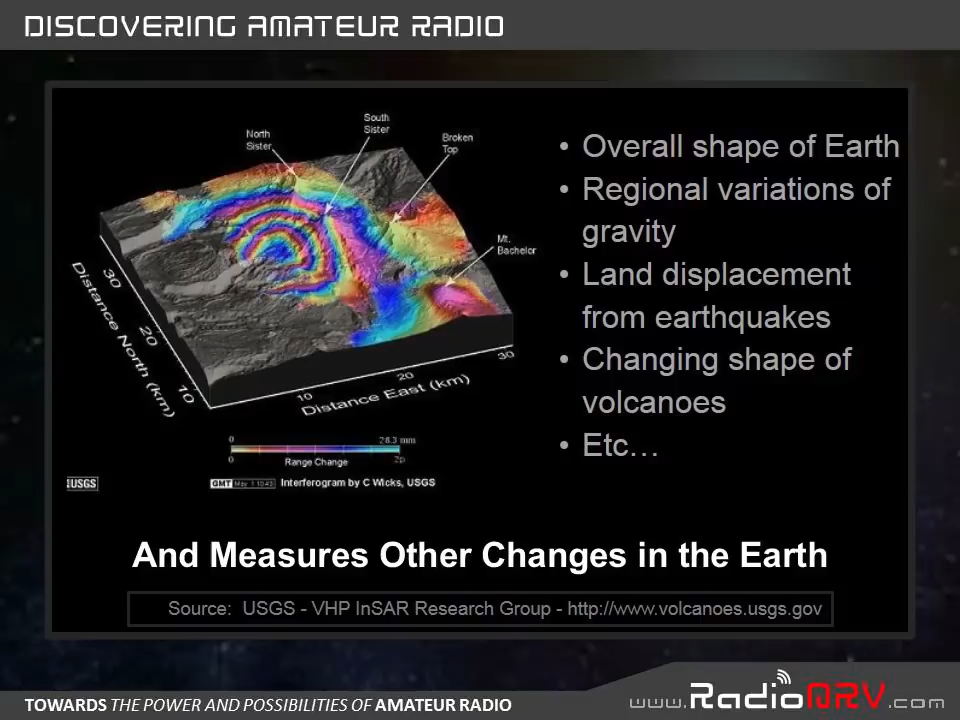 DISCOVERING AMATEUR RADIO
North
Sister
South
Sister
Broken
Top
Mt.
Bachelor
30
20
10
Distance North (km)
10
20
30
Distance East (km)
0
28.3 mm
0
Range Change
USGS
GMT
Interferogram by C Wicks, USGS
• Overall shape of Earth
• Regional variations of
gravity
• Land displacement
from earthquakes
• Changing shape of
volcanoes
• Etc…
And Measures Other Changes in the Earth
Source: USGS - VHP InSAR Research Group - http://www.volcanoes.usgs.gov
TOWARDS THE POWER AND POSSIBILITIES OF AMATEUR RADIO
www.RadioQRV.com